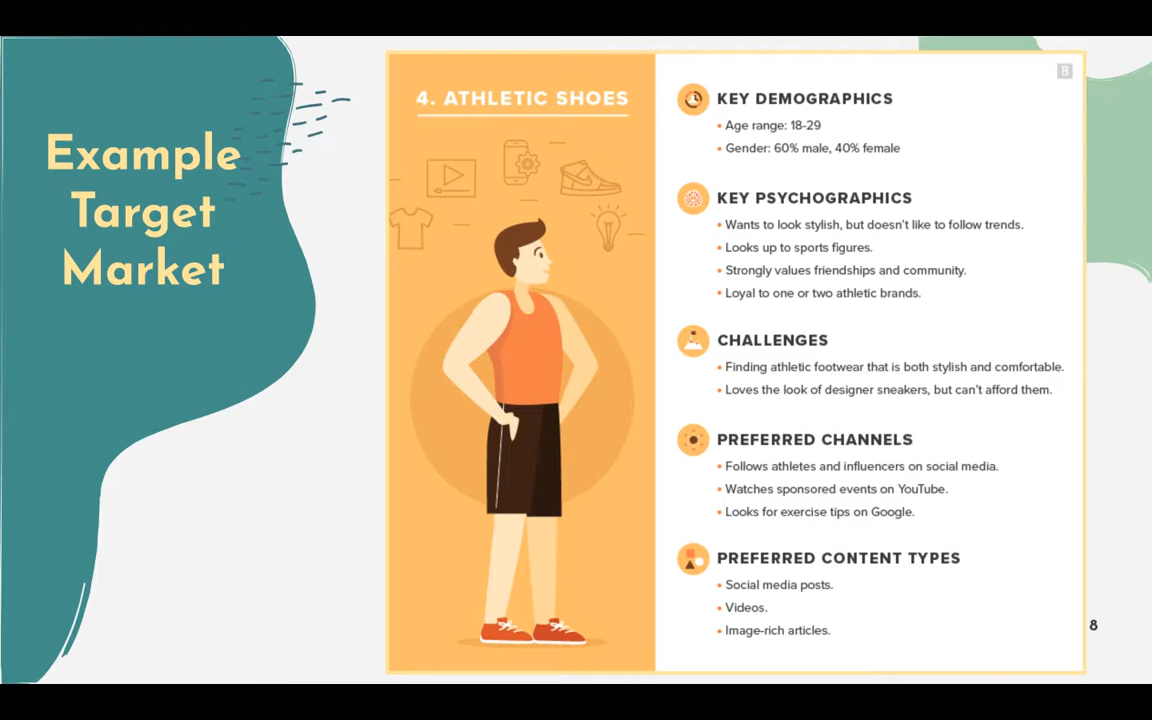 Example
Target
Market
4. ATHLETIC SHOES
B
KEY DEMOGRAPHICS
• Age range: 18-29
• Gender: 60% male, 40% female
KEY PSYCHOGRAPHICS
• Wants to look stylish, but doesn't like to follow trends.
• Looks up to sports figures.
• Strongly values friendships and community.
• Loyal to one or two athletic brands.
CHALLENGES
• Finding athletic footwear that is both stylish and comfortable.
• Loves the look of designer sneakers, but can't afford them.
PREFERRED CHANNELS
• Follows athletes and influencers on social media.
• Watches sponsored events on YouTube.
• Looks for exercise tips on Google.
PREFERRED CONTENT TYPES
• Social media posts.
• Videos.
• Image-rich articles.
8